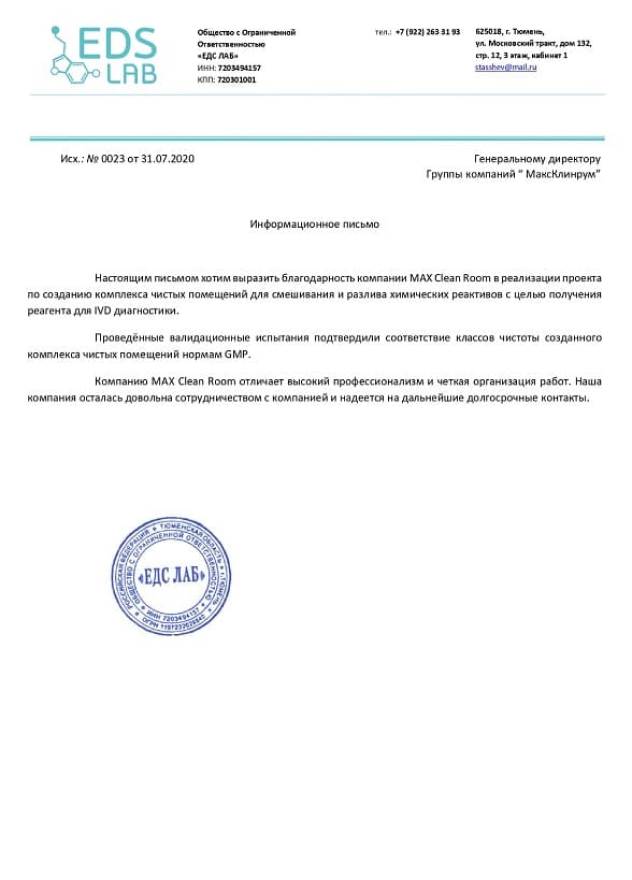 EDS
LAB
Общество с Ограниченной
Ответственностью
«ЕДС ЛАБ»
ИНН: 7203494157
КПП: 720301001
тел.: +7 (922) 263 31 93
625018, г. Тюмень,
ул. Московский тракт, дом 132,
стр. 12, 3 этаж, кабинет 1
stasshev@mail.ru
Исх.: № 0023 от 31.07.2020
Генеральному директору
Группы компаний “ МаксКлинрум”
Информационное письмо
Настоящим письмом хотим выразить благодарность компании MAX Clean Room в реализации проекта
по созданию комплекса чистых помещений для смешивания и разлива химических реактивов с целью получения
реагента для IVD диагностики.
Проведённые валидационные испытания подтвердили соответствие классов чистоты созданного
комплекса чистых помещений нормам GMP.
Компанию MAX Clean Room отличает высокий профессионализм и четкая организация работ. Наша
компания осталась довольна сотрудничеством с компанией и надеется на дальнейшие долгосрочные контакты.
РОССИЙСКАЯ ФЕДЕРАЦИЯ * ТЮМЕНСКАЯ ОБЛАСТЬ * г. ТЮМЕНЬ
ОБЩЕСТВО С ОГРАНИЧЕННОЙ ОТВЕТСТВЕННОСТЬЮ
«ЕДС ЛАБ»
ИНН 7203494157
ОГРН